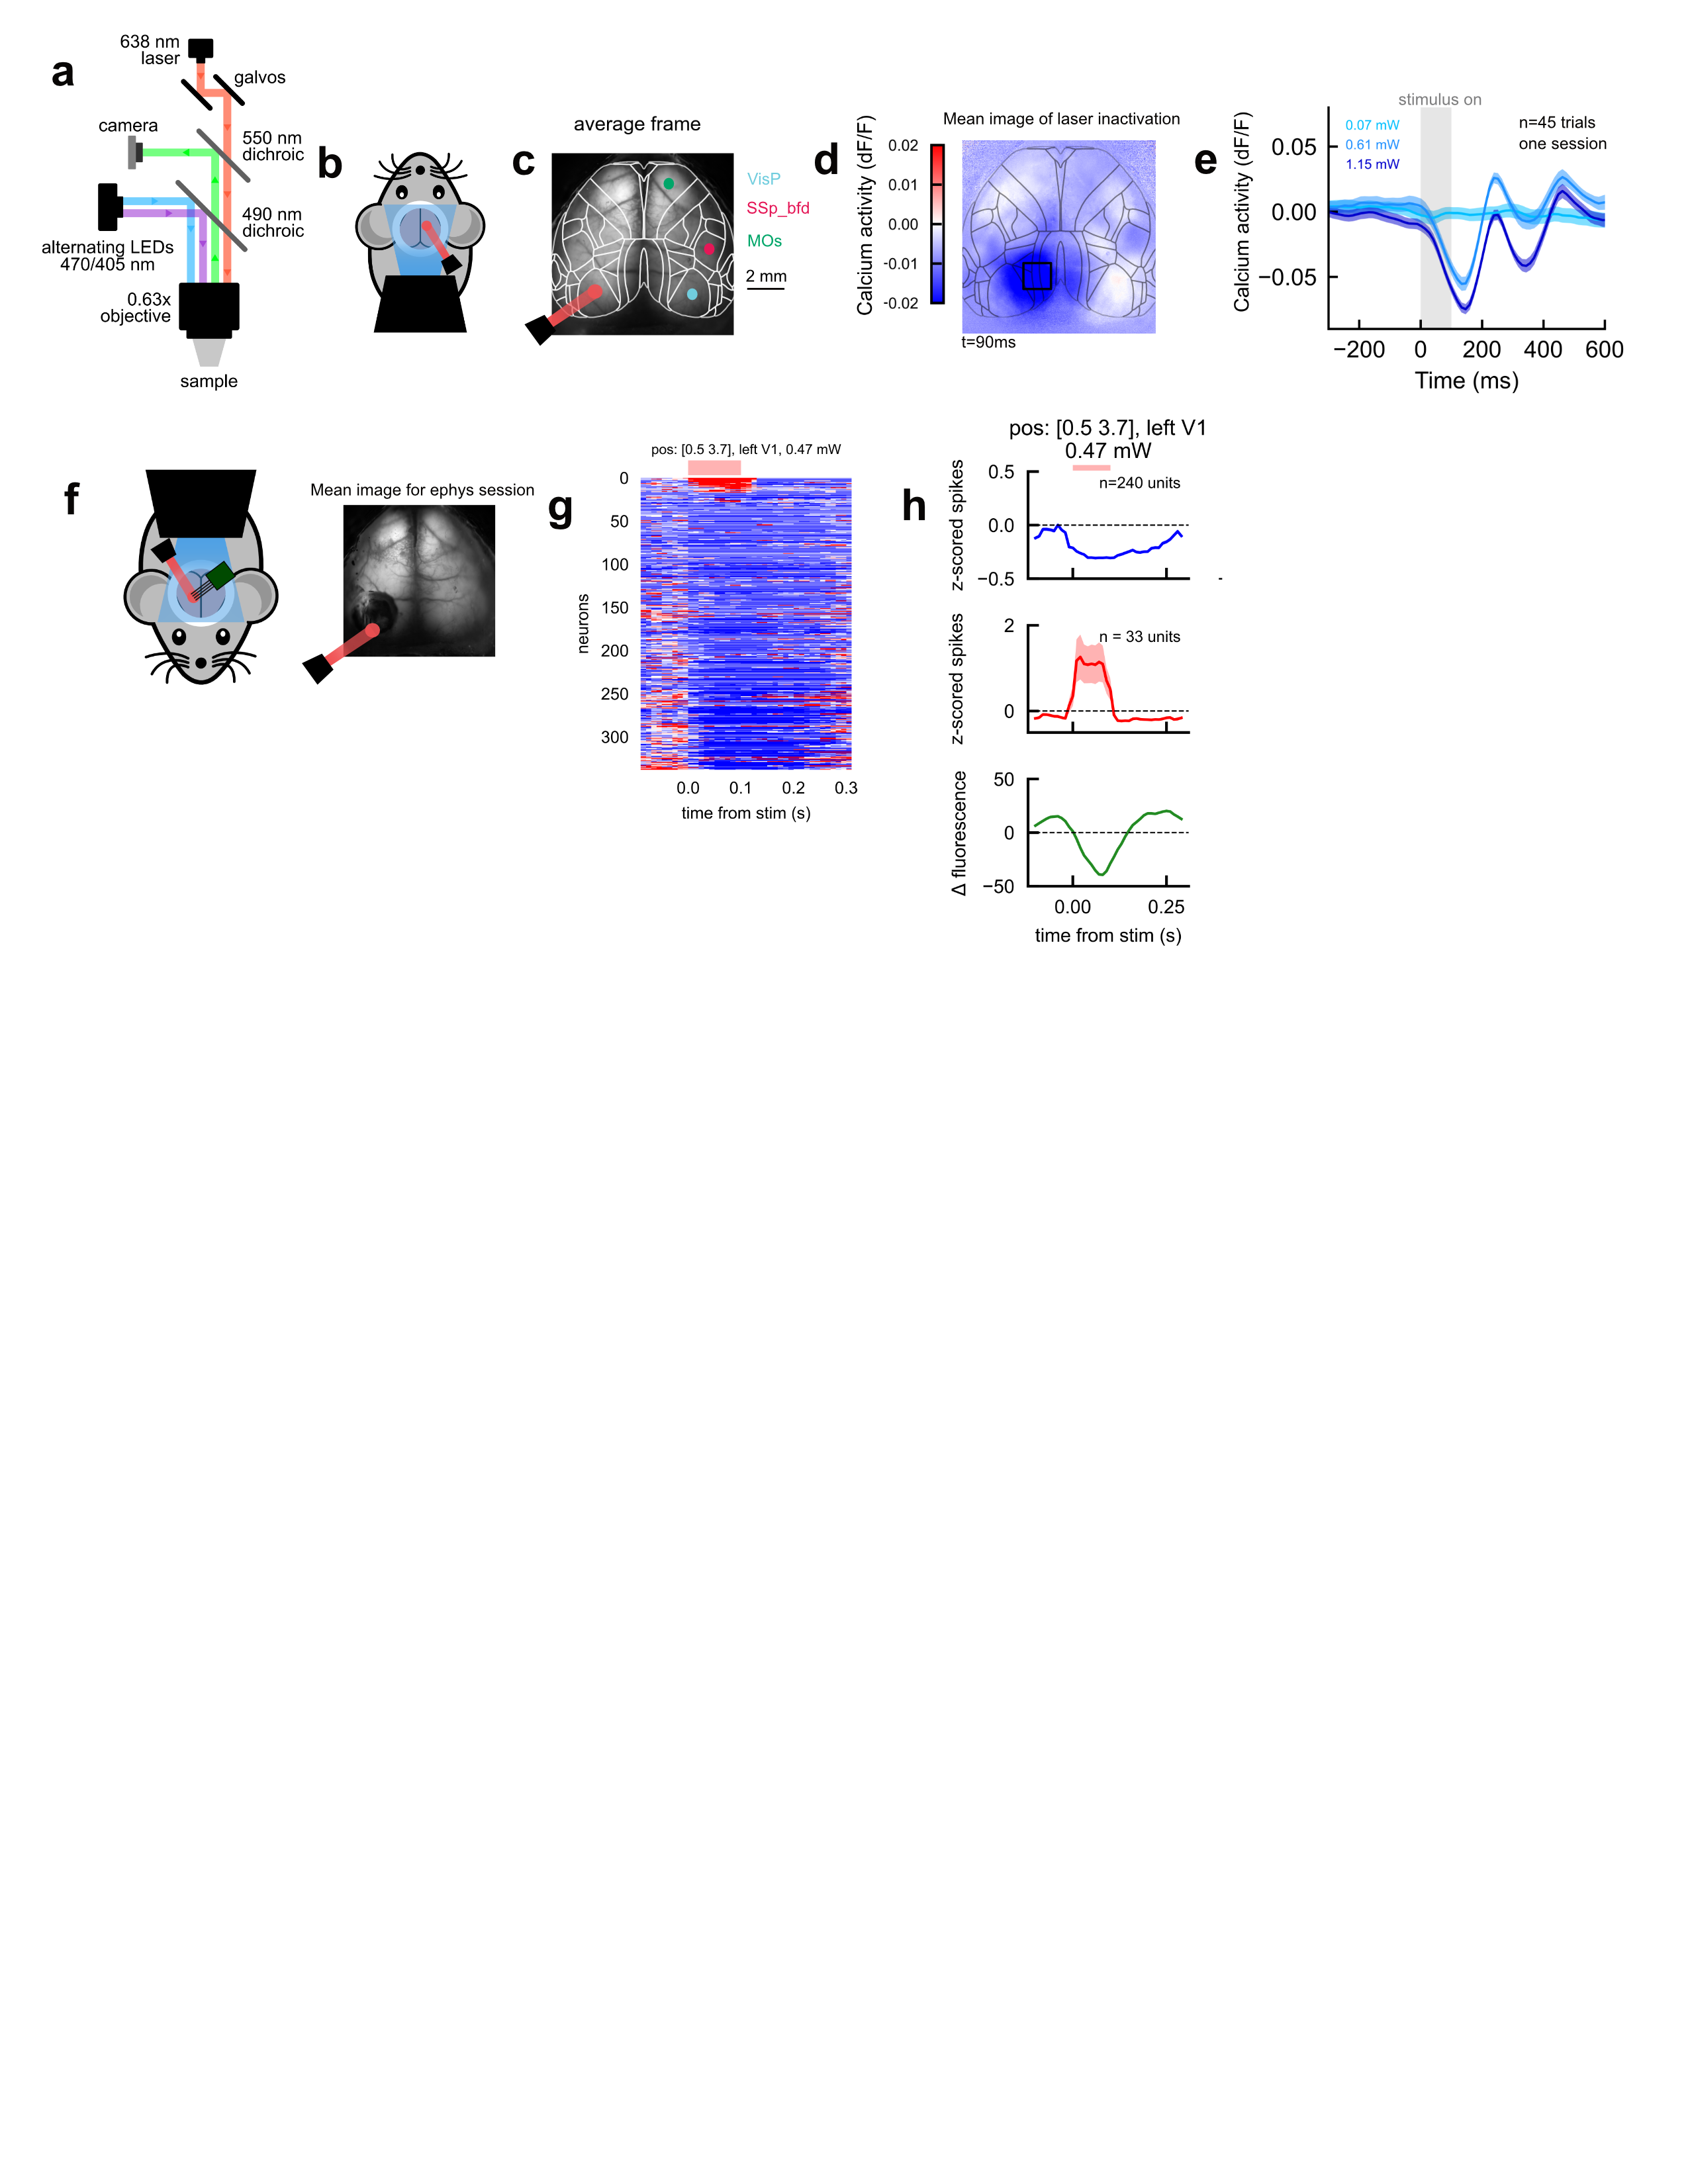 a
638 nm
laser
galvos
camera
550 nm
dichroic
490 nm
dichroic
alternating LEDs
470/405 nm
0.63x
objective
sample
b
c
average frame
VisP
SSp_bfd
MOs
2 mm
d
Mean image of laser inactivation
Calcium activity (dF/F)
0.02
0.01
0.00
-0.01
-0.02
t=90ms
e
stimulus on
0.07 mW
0.61 mW
1.15 mW
n=45 trials
one session
Calcium activity (dF/F)
0.05
0.00
−0.05
−200 0 200 400 600
Time (ms)
f
Mean image for ephys session
g
pos: [0.5 3.7], left V1, 0.47 mW
neurons
0
50
100
150
200
250
300
0.0 0.1 0.2 0.3
time from stim (s)
h
pos: [0.5 3.7], left V1
0.47 mW
z-scored spikes
0.5
0.0
−0.5
n=240 units
-
z-scored spikes
2
0
n = 33 units
Δ fluorescence
50
0
−50
0.00 0.25
time from stim (s)